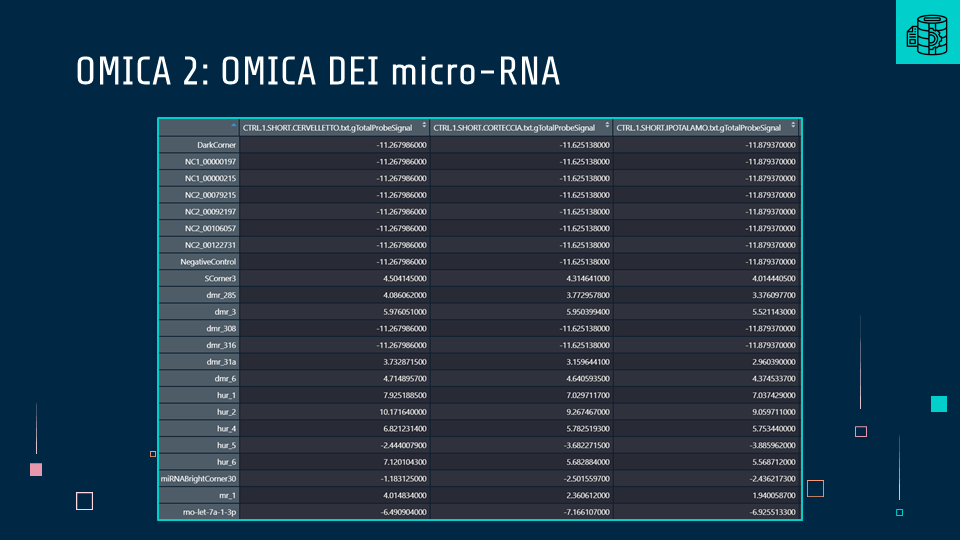 OMICA 2: OMICA DEI micro-RNA
CTRL.1.SHORT.CERVELLETTO.txt.gTotalProbeSignal CTRL.1.SHORT.CORTECCIA.txt.gTotalProbeSignal CTRL.1.SHORT.IPOTALAMO.txt.gTotalProbeSignal
DarkCorner -11.267986000 -11.625138000 -11.879370000
NC1_00000197 -11.267986000 -11.625138000 -11.879370000
NC1_00000215 -11.267986000 -11.625138000 -11.879370000
NC2_00079215 -11.267986000 -11.625138000 -11.879370000
NC2_00092197 -11.267986000 -11.625138000 -11.879370000
NC2_00106057 -11.267986000 -11.625138000 -11.879370000
NC2_00122731 -11.267986000 -11.625138000 -11.879370000
NegativeControl -11.267986000 -11.625138000 -11.879370000
SCorner3 4.504145000 4.314641000 4.014440500
dmr_285 4.086062000 3.772957800 3.376097700
dmr_3 5.976051000 5.950399400 5.521143000
dmr_308 -11.267986000 -11.625138000 -11.879370000
dmr_316 -11.267986000 -11.625138000 -11.879370000
dmr_31a 3.732871500 3.159644100 2.960390000
dmr_6 4.714895700 4.640593500 4.374533700
hur_1 7.925188500 7.029711700 7.037429000
hur_2 10.171640000 9.267467000 9.059711000
hur_4 6.821231400 5.782519300 5.753440000
hur_5 -2.444007900 -3.682271500 -3.885962000
hur_6 7.120104300 5.682884000 5.568712000
miRNABrightCorner30 -1.183125000 -2.501559700 -2.436217300
mr_1 4.014834000 2.360612000 1.940058700
rno-let-7a-1-3p -6.490904000 -7.166107000 -6.925513300